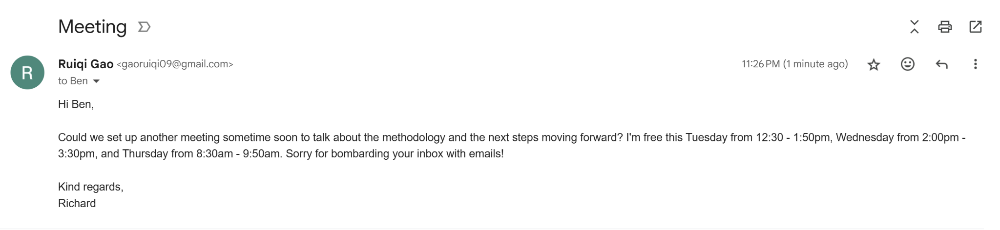 Meeting
Ruiqi Gao <gaoruiqi09@gmail.com>
11:26 PM (1 minute ago)
R
to Ben
Hi Ben,
Could we set up another meeting sometime soon to talk about the methodology and the next steps moving forward? I'm free this Tuesday from 12:30 - 1:50pm, Wednesday from 2:00pm -
3:30pm, and Thursday from 8:30am - 9:50am. Sorry for bombarding your inbox with emails!
Kind regards,
Richard